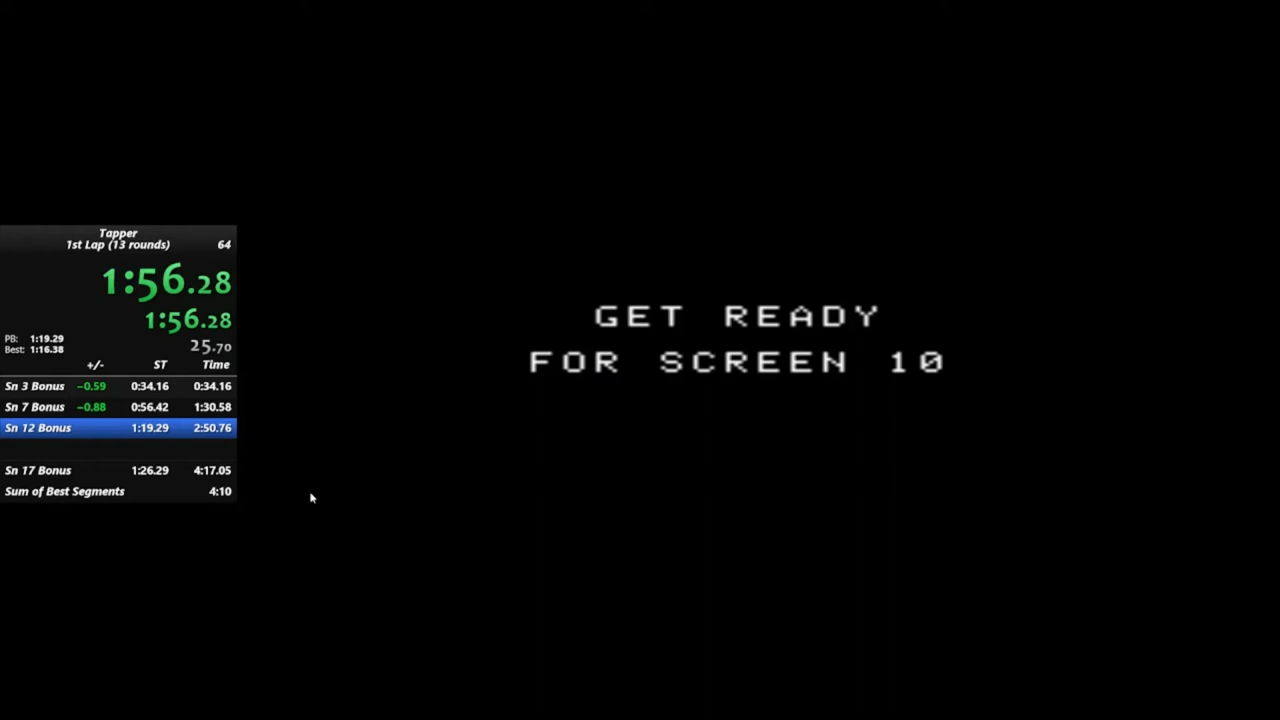 Tapper
1st Lap (13 rounds) 64
1:56.28
1:56.28
PB: 1:19.29
Best: 1:16.38
25.70
+/- ST Time
Sn 3 Bonus −0.59 0:34.16 0:34.16
Sn 7 Bonus −0.88 0:56.42 1:30.58
Sn 12 Bonus 1:19.29 2:50.76
Sn 17 Bonus 1:26.29 4:17.05
Sum of Best Segments 4:10
GET READY
FOR SCREEN 10